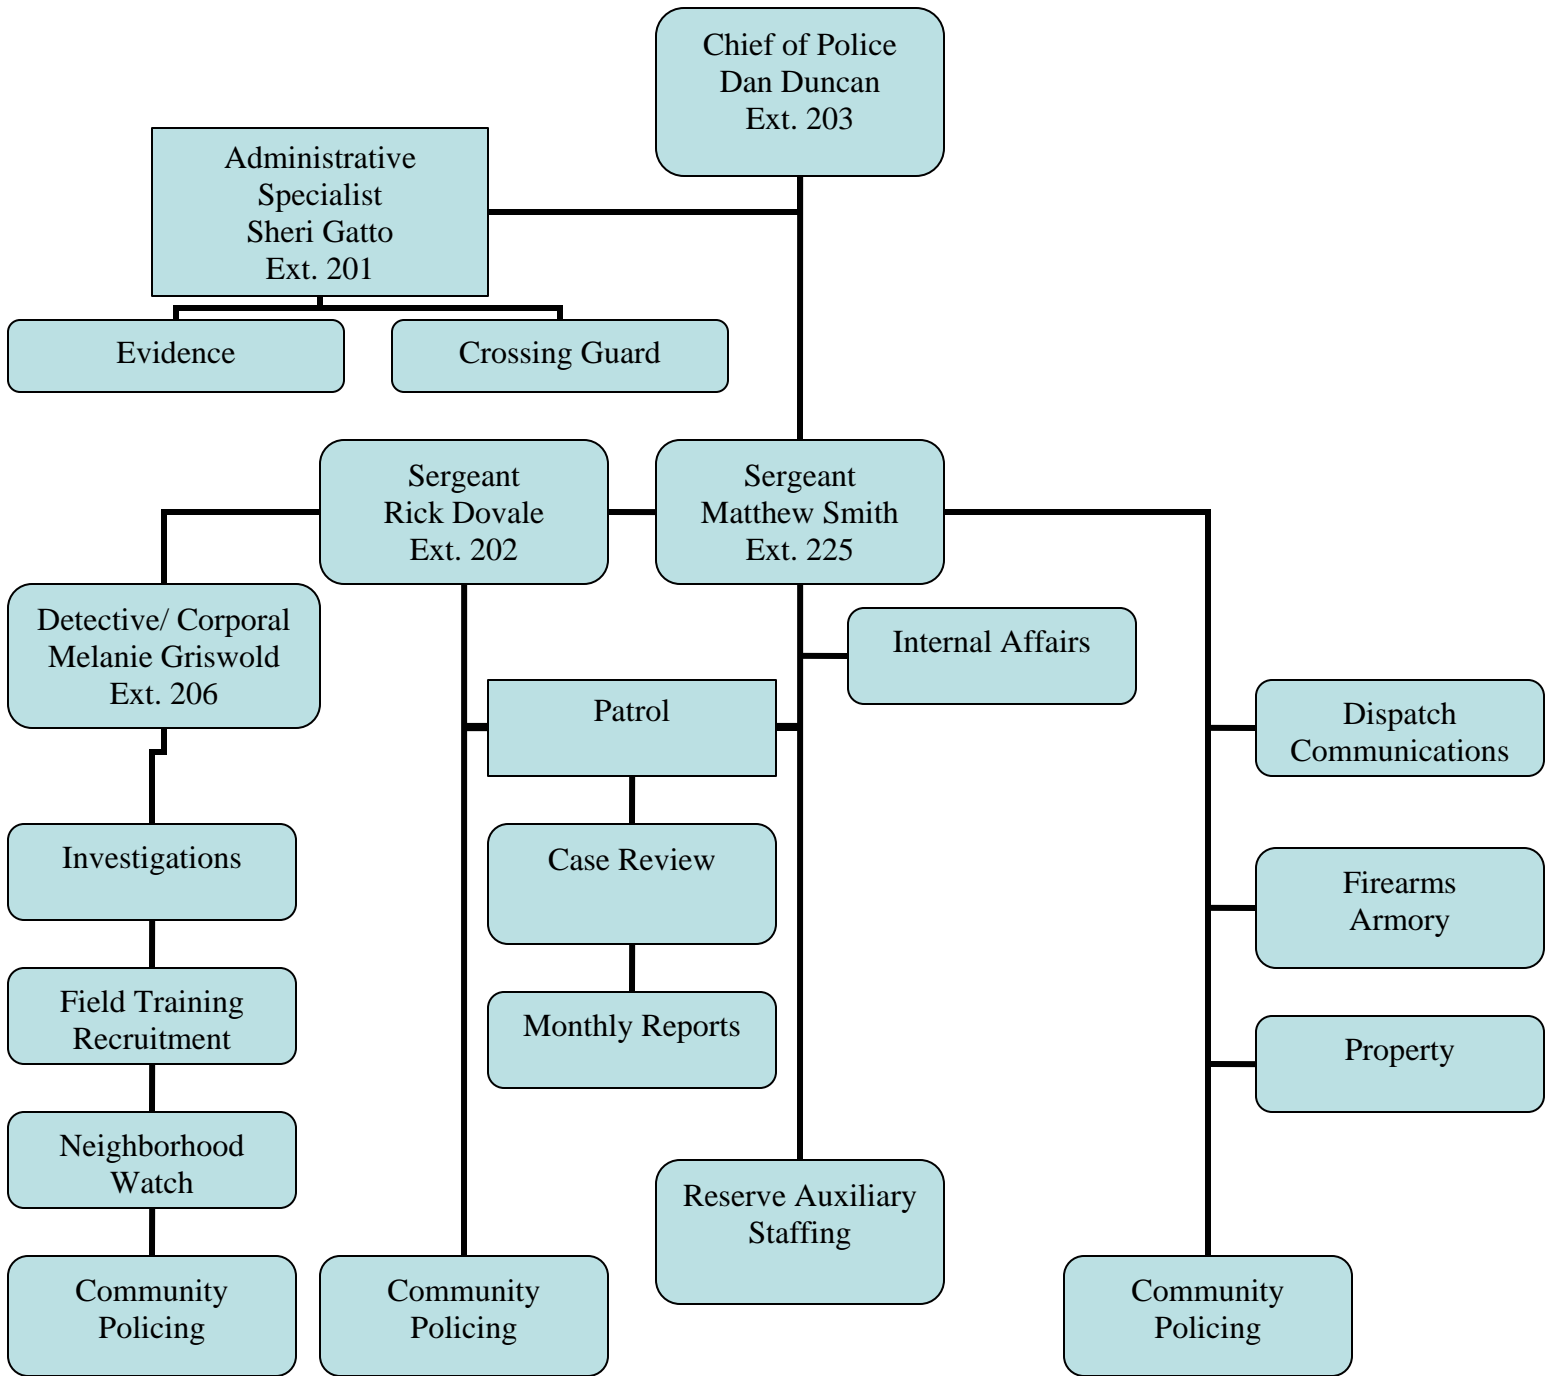 Chief of Police
Dan Duncan
Ext. 203
Administrative
Specialist
Sheri Gatto
Ext. 201
Evidence
Crossing Guard
Sergeant
Rick Dovale
Ext. 202
Sergeant
Matthew Smith
Ext. 225
Detective/ Corporal
Melanie Griswold
Ext. 206
Internal Affairs
Patrol
Dispatch
Communications
Investigations
Case Review
Firearms
Armory
Field Training
Recruitment
Monthly Reports
Property
Neighborhood
Watch
Reserve Auxiliary
Staffing
Community
Policing
Community
Policing
Community
Policing